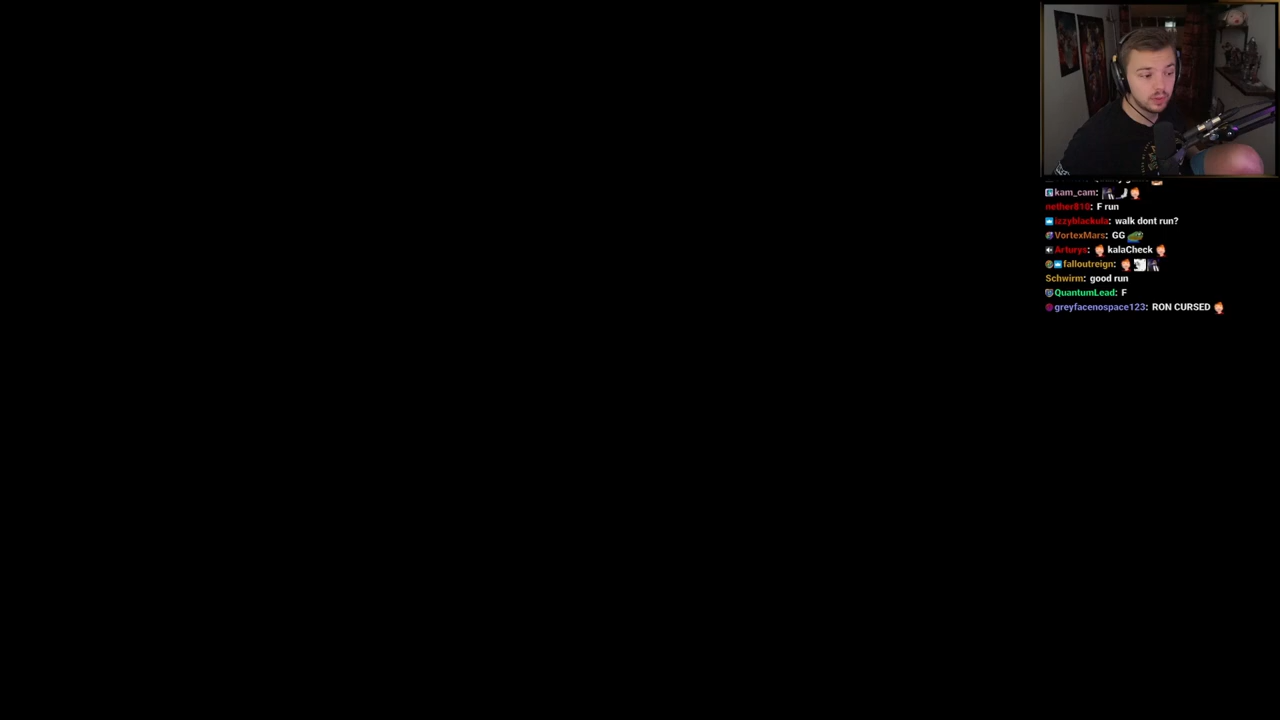 kam_cam:
nether810: F run
izzyblackula: walk dont run?
VortexMars: GG
Arturys: kalaCheck
falloutreign:
Schwirm: good run
QuantumLead: F
greyfacenospace123: RON CURSED